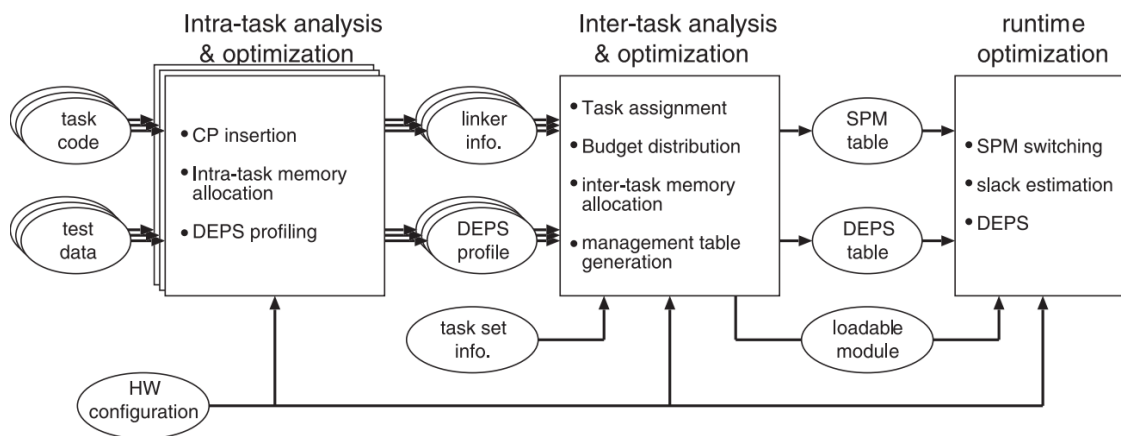 Intra-task analysis
& optimization
Inter-task analysis
& optimization
runtime
optimization
task
code
test
data
• CP insertion
• Intra-task memory
allocation
• DEPS profiling
linker
info.
DEPS
profile
• Task assignment
• Budget distribution
• inter-task memory
allocation
• management table
generation
SPM
table
DEPS
table
• SPM switching
• slack estimation
• DEPS
task set
info.
loadable
module
HW
configuration